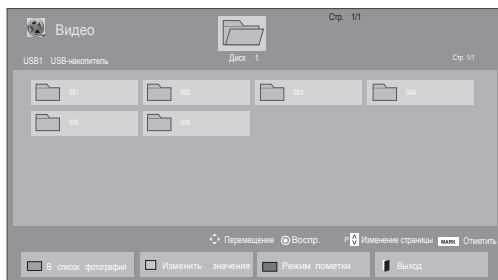 Стр. 1/1
Видео
USB1 USB-накопитель
Диск 1
Стр. 1/1
001 002 003 004
005 006
Перемещение Воспр. P Изменение страницы MARK Отметить
В список фотографий Изменить значения Режим пометки Выход